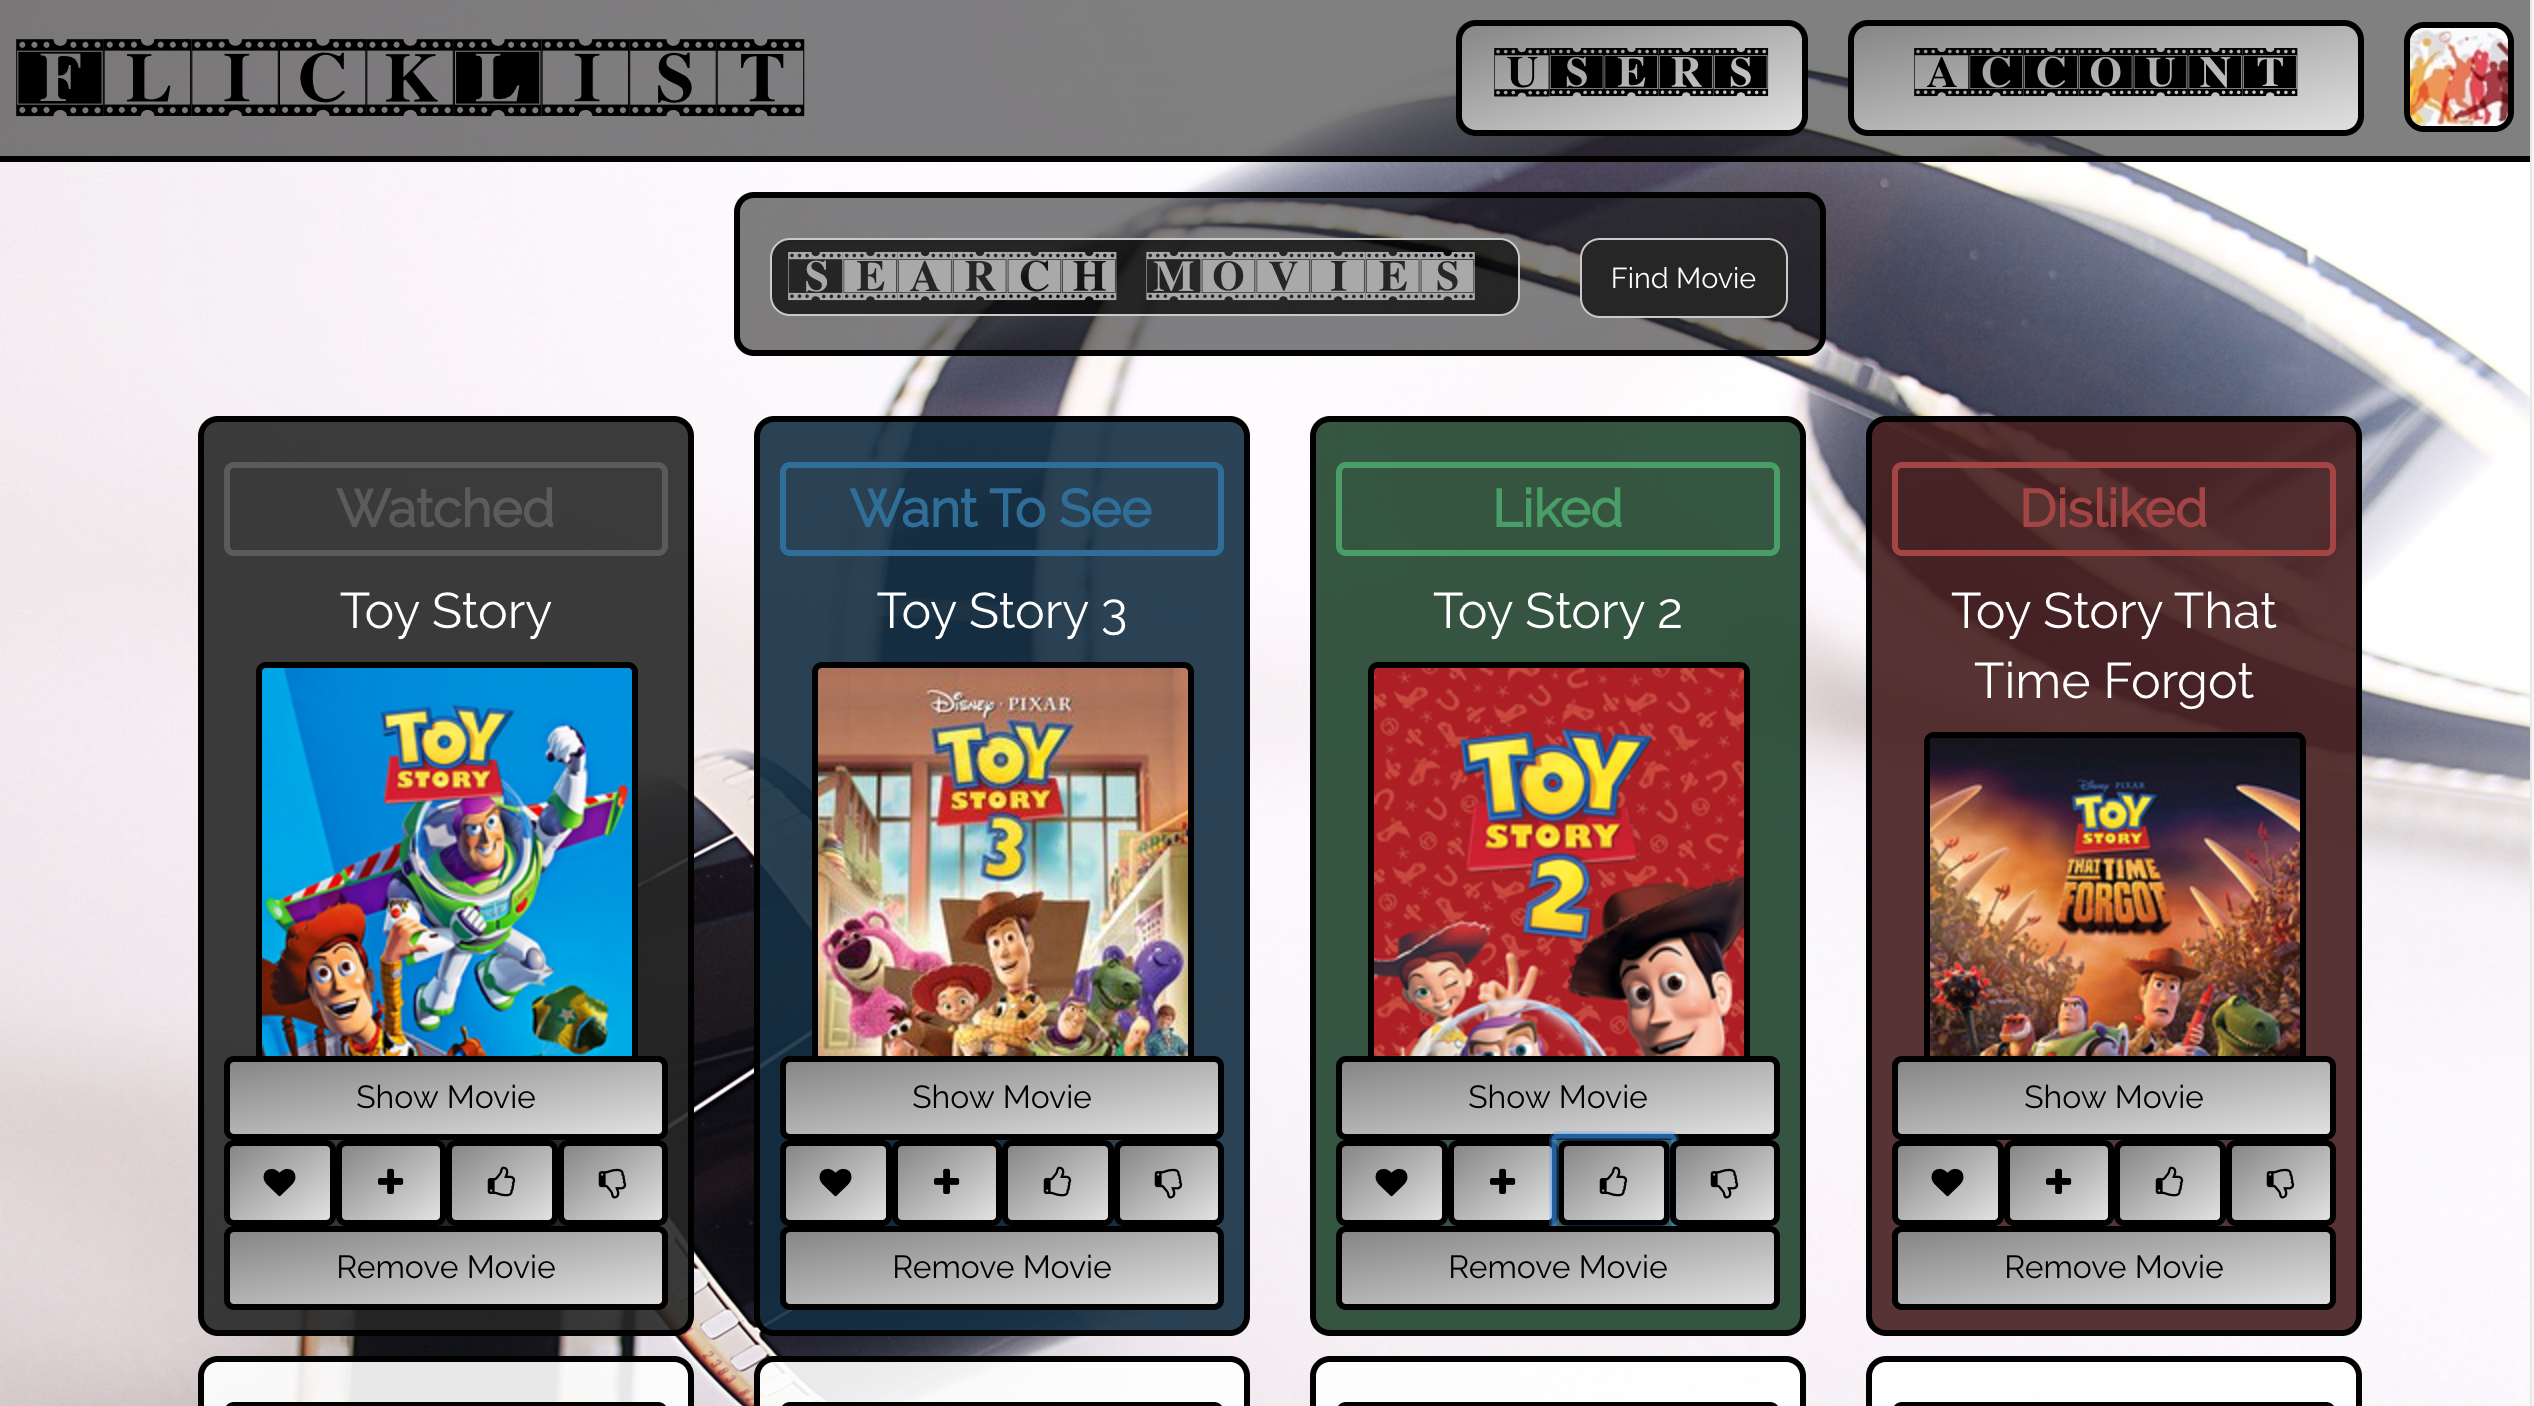 FLICKLIST
USERS
ACCOUNT
SEARCH MOVIES
Find Movie
Watched
Toy Story
TOY
STORY
Show Movie
Remove Movie
Want To See
Toy Story 3
Disney · PIXAR
TOY
STORY
3
Show Movie
Remove Movie
Liked
Toy Story 2
TOY
STORY
2
Show Movie
Remove Movie
Disliked
Toy Story That
Time Forgot
Disney PIXAR
TOY
STORY
THAT TIME
FORGOT
Show Movie
Remove Movie